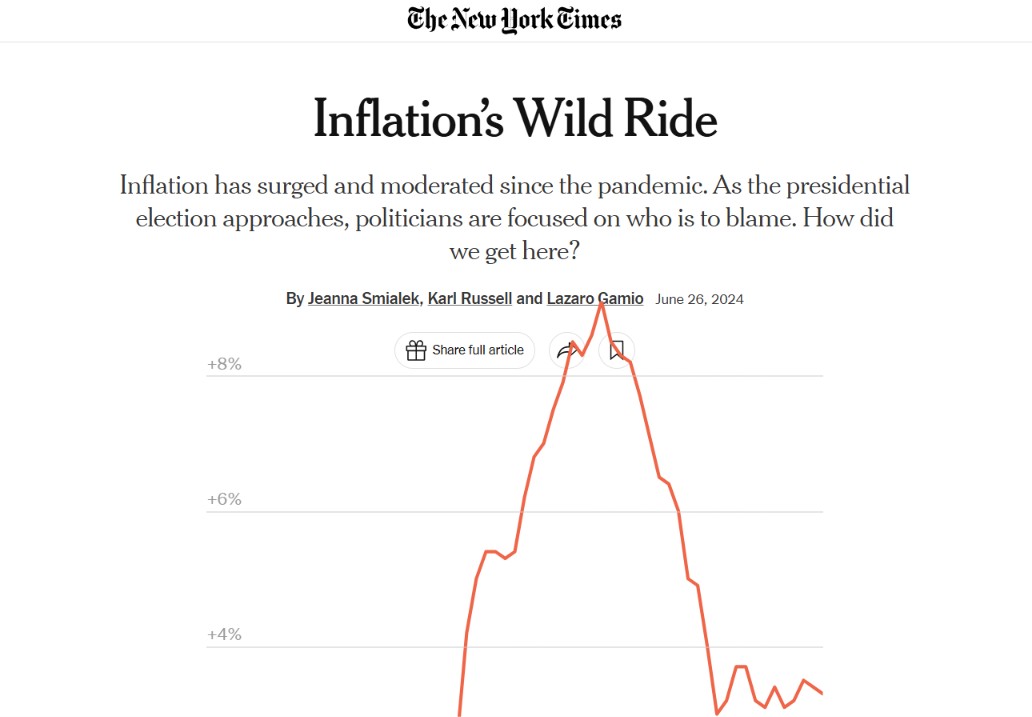 The New York Times
Inflation’s Wild Ride
Inflation has surged and moderated since the pandemic. As the presidential
election approaches, politicians are focused on who is to blame. How did
we get here?
By Jeanna Smialek, Karl Russell and Lazaro Gamio June 26, 2024
Share full article
+8%
+6%
+4%